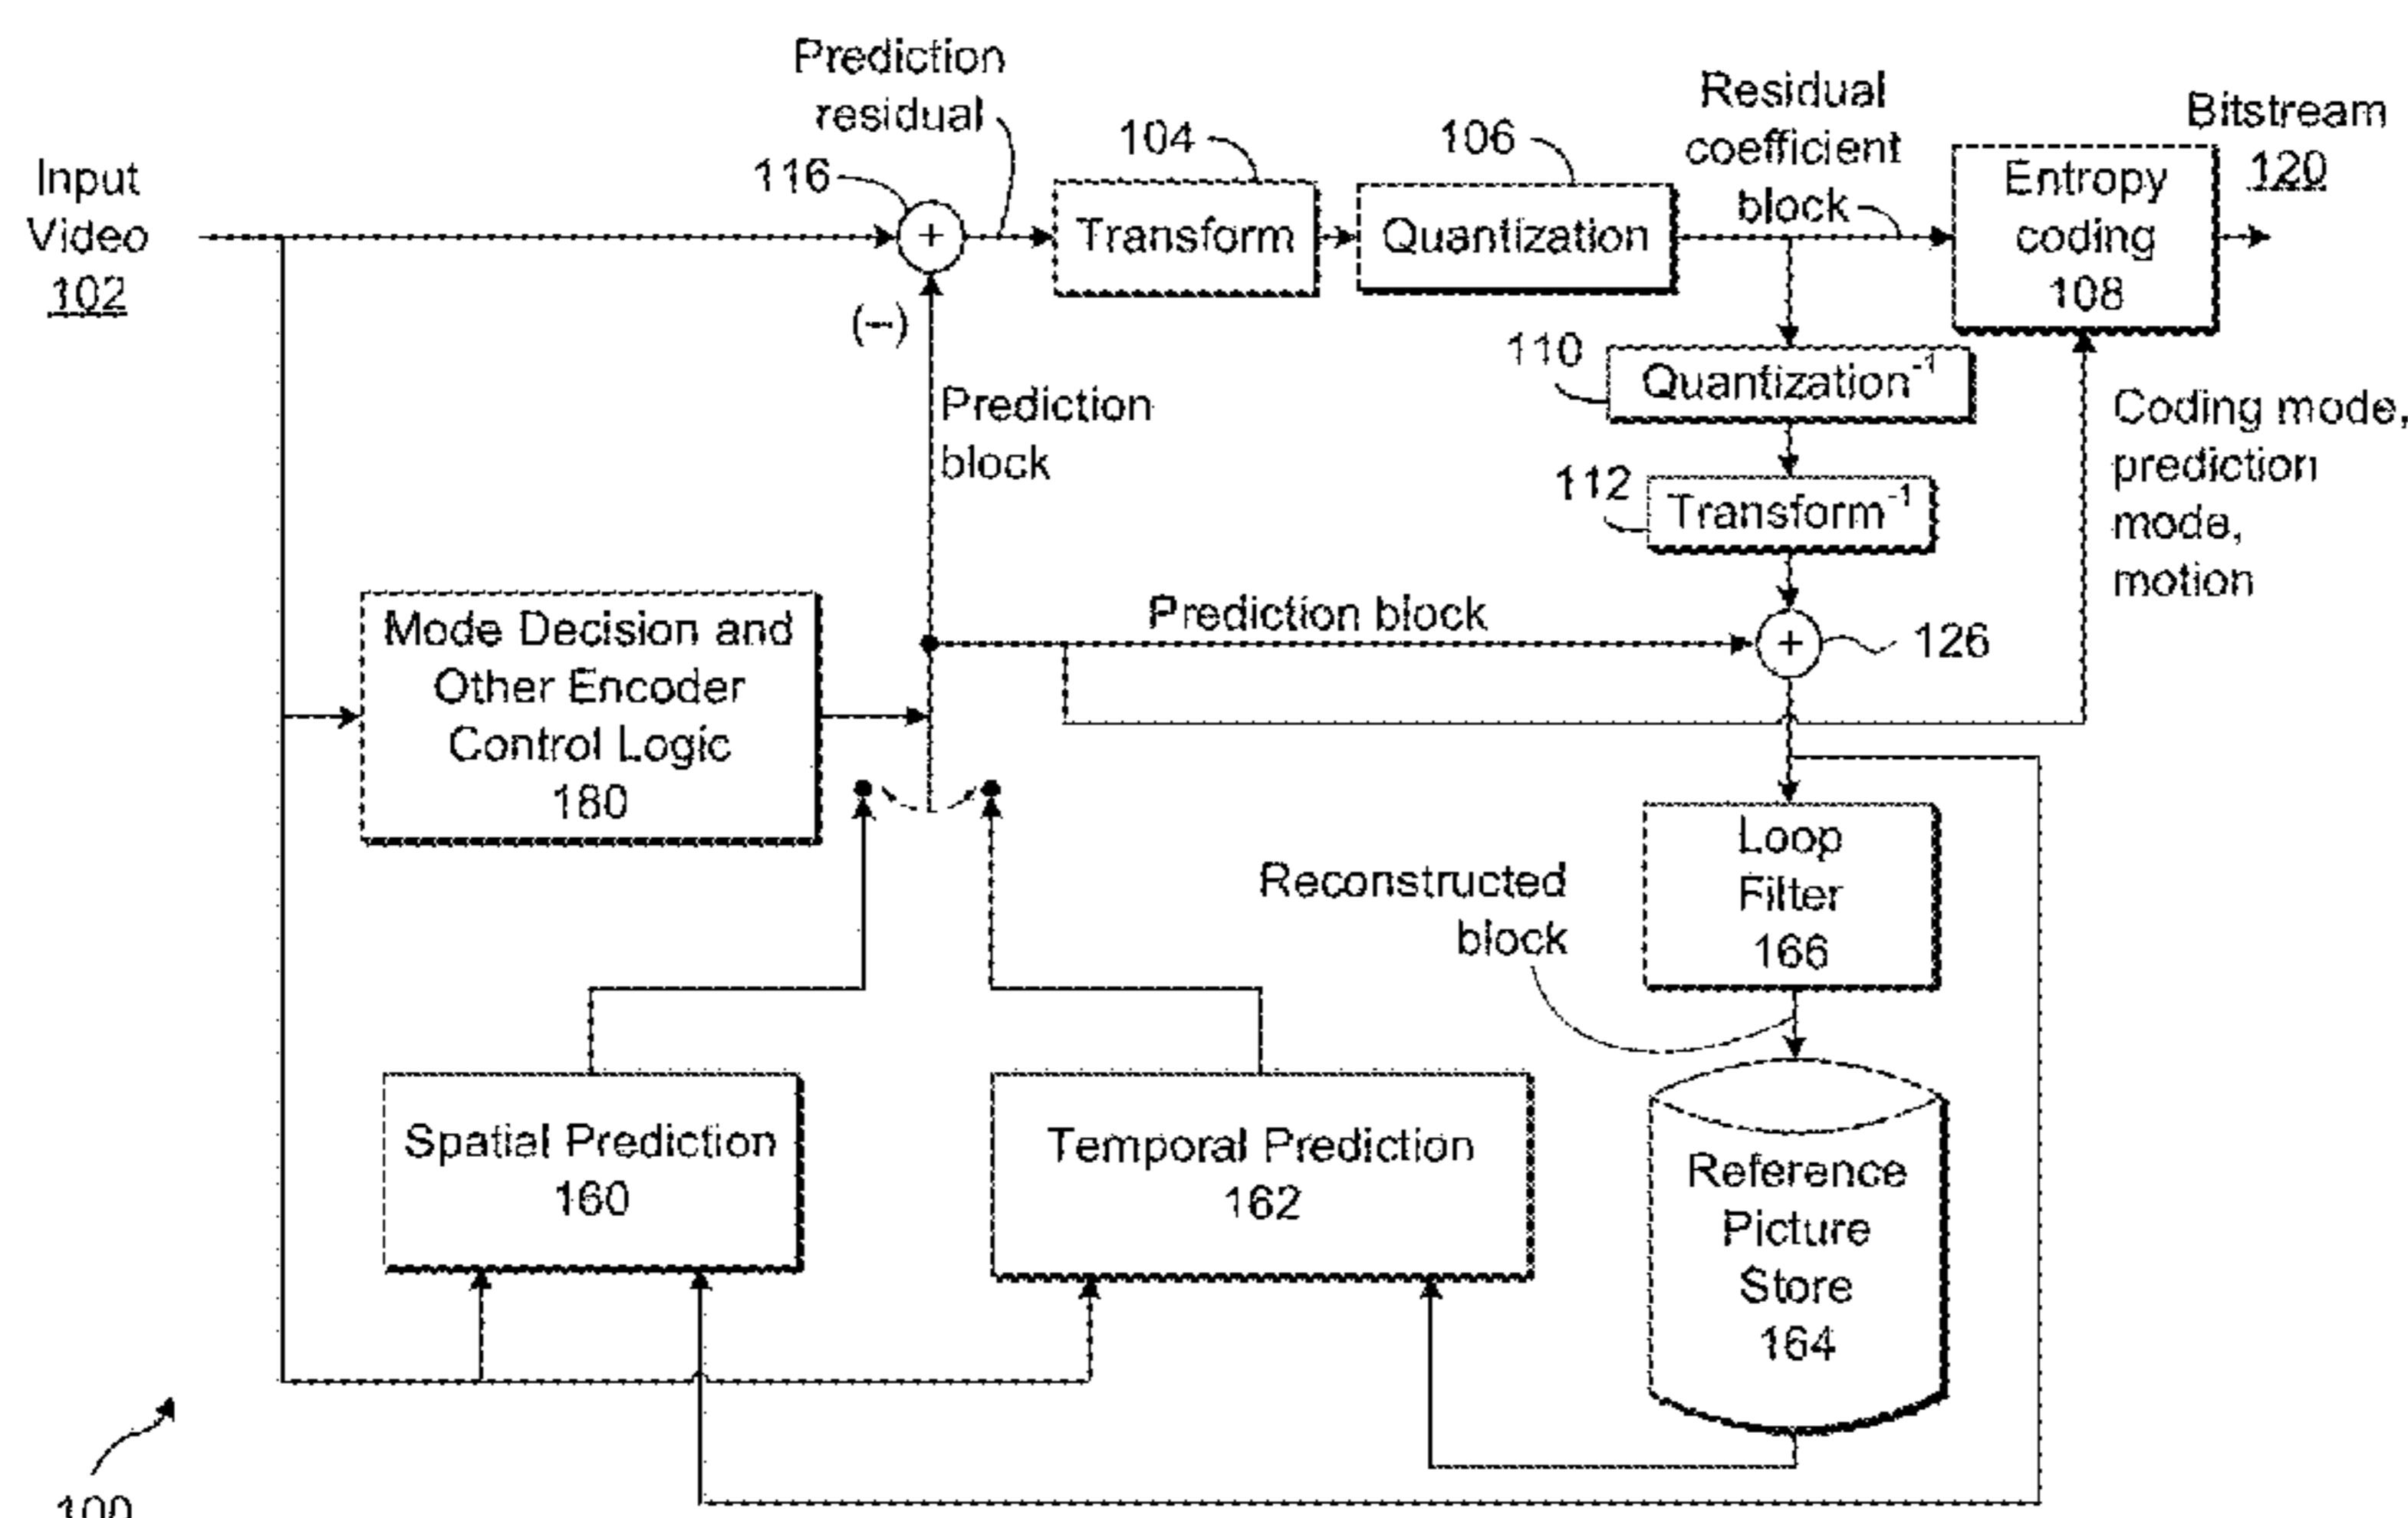 Prediction
residual
116
104
106
Residual
coefficient
block
Bitstream
120
Input
Video
102
+
Transform
Quantization
Entropy
coding
108
(--)
110
Quantization-1
Prediction
block
112
Transform-1
Coding mode,
prediction
mode,
motion
Mode Decision and
Other Encoder
Control Logic
180
Prediction block
+
126
Loop
Filter
166
Reconstructed
block
Spatial Prediction
160
Temporal Prediction
162
Reference
Picture
Store
164
100